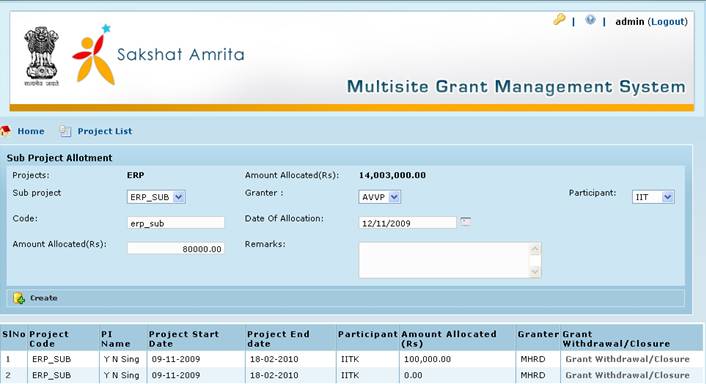 admin (Logout)
Sakshat Amrita
सत्यमेव जयते
Multisite Grant Management System
Home Project List
Sub Project Allotment
Projects: ERP Amount Allocated(Rs): 14,003,000.00
Sub project ERP_SUB Granter : AVVP Participant: IIT
Code: erp_sub Date Of Allocation: 12/11/2009
Amount Allocated(Rs): 80000.00 Remarks:
Create
SlNo Project Code PI Name Project Start Date Project End date Participant Amount Allocated (Rs) Granter Grant Withdrawal/Closure
1 ERP_SUB Y N Sing 09-11-2009 18-02-2010 IITK 100,000.00 MHRD Grant Withdrawal/Closure
2 ERP_SUB Y N Sing 09-11-2009 18-02-2010 IITK 0.00 MHRD Grant Withdrawal/Closure